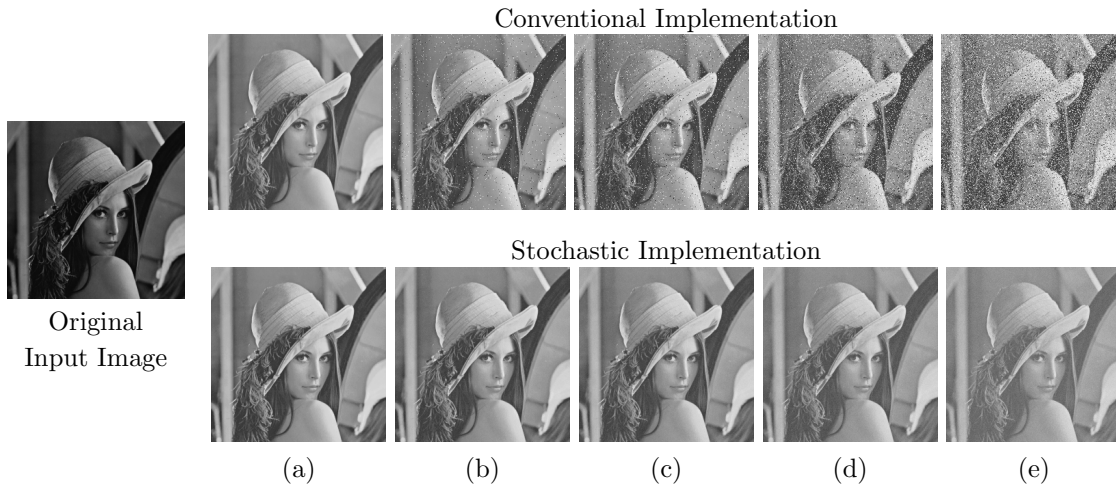 Conventional Implementation
Original
Input Image
Stochastic Implementation
(a) (b) (c) (d) (e)